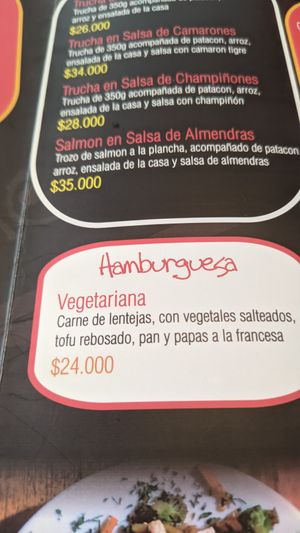 Trucha
Trucha de 350g acompañada de patacon,
arroz y ensalada de la casa
$26.000
Trucha en Salsa de Camarones
Trucha de 350g acompañada de patacon, arroz,
ensalada de la casa y salsa con camaron tigre
$34.000
Trucha en Salsa de Champiñones
Trucha de 350g acompañada de patacon, arroz,
ensalada de la casa y salsa con champiñón
$28.000
Salmon en Salsa de Almendras
Trozo de salmon a la plancha, acompañado de patacon
arroz, ensalada de la casa y salsa de almendras
$35.000
Hamburguesa
Vegetariana
Carne de lentejas, con vegetales salteados,
tofu rebosado, pan y papas a la francesa
$24.000